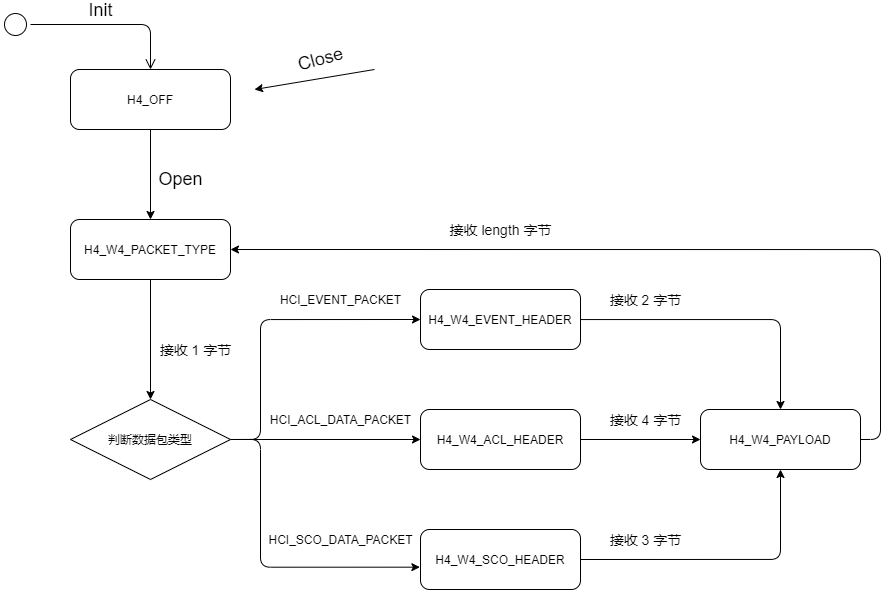 Init
Close
H4_OFF
Open
接收 length 字节
H4_W4_PACKET_TYPE
HCI_EVENT_PACKET
接收 2 字节
H4_W4_EVENT_HEADER
接收 1 字节
HCI_ACL_DATA_PACKET
接收 4 字节
判断数据包类型
H4_W4_ACL_HEADER
H4_W4_PAYLOAD
HCI_SCO_DATA_PACKET
接收 3 字节
H4_W4_SCO_HEADER